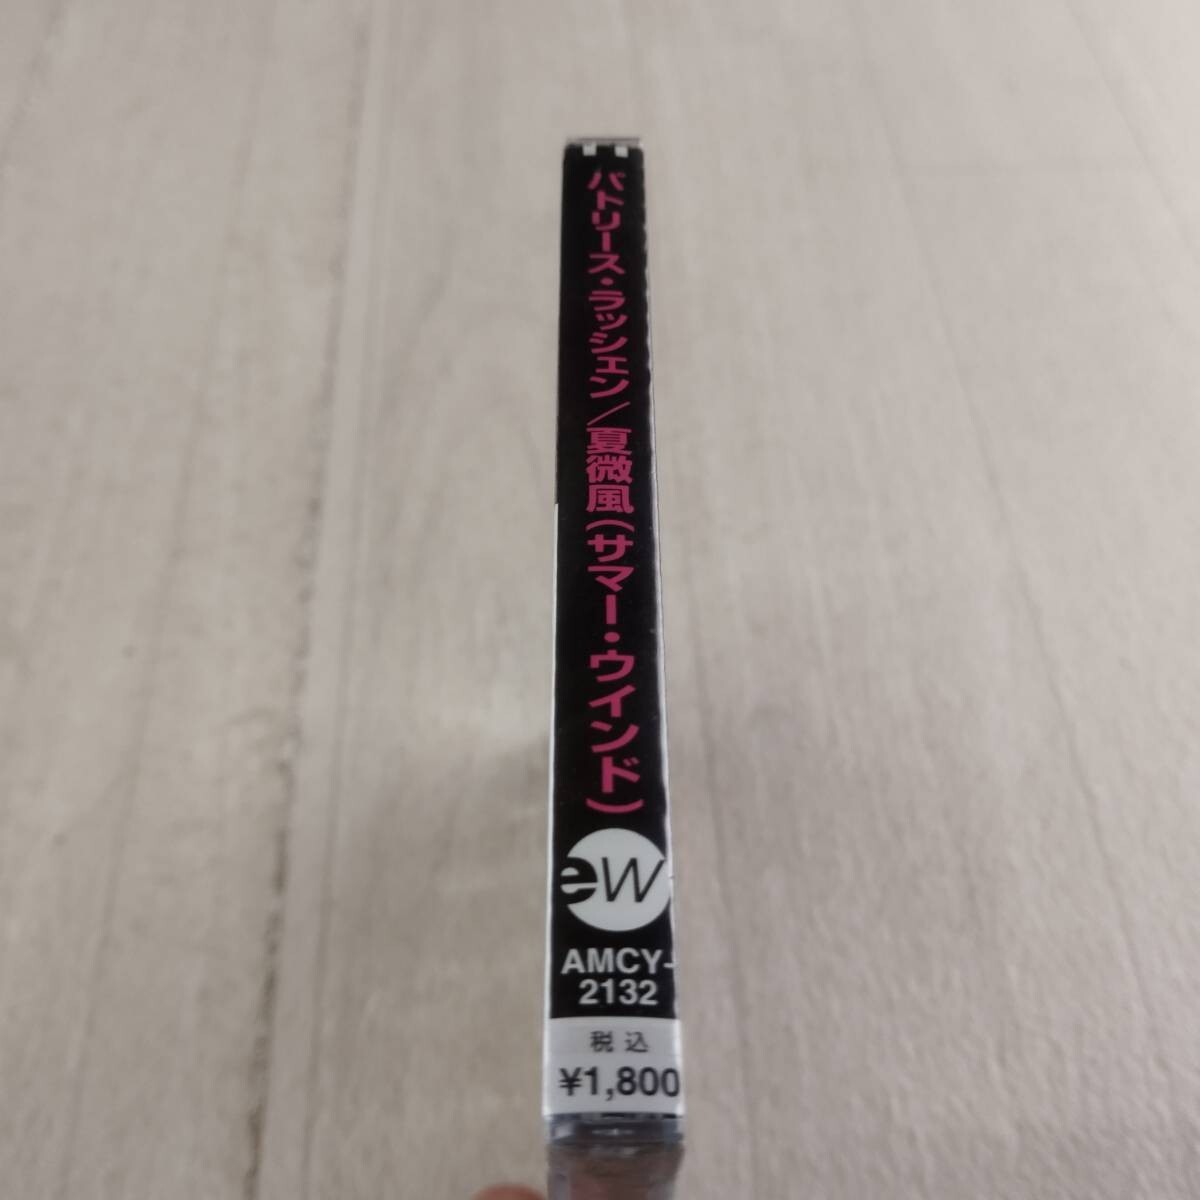 パトリース・ラッシェン/夏微風(サマー・ウインド)
eW
AMCY-
2132
税込
¥1,800